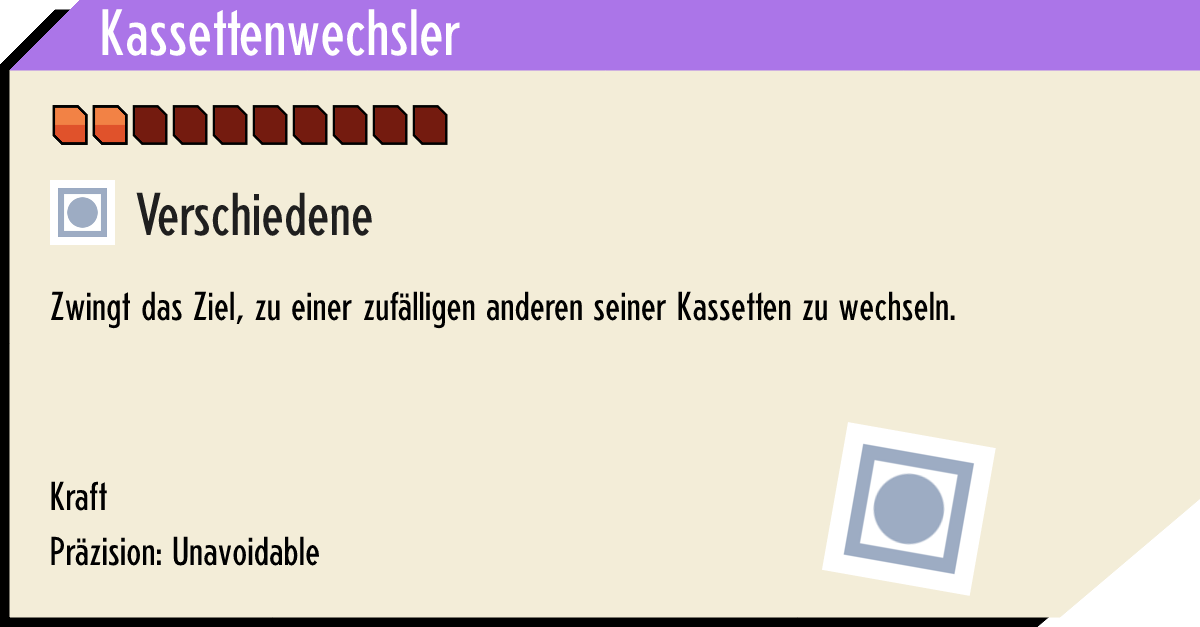 Kassettenwechsler
Verschiedene
Zwingt das Ziel, zu einer zufälligen anderen seiner Kassetten zu wechseln.
Kraft
Präzision: Unavoidable